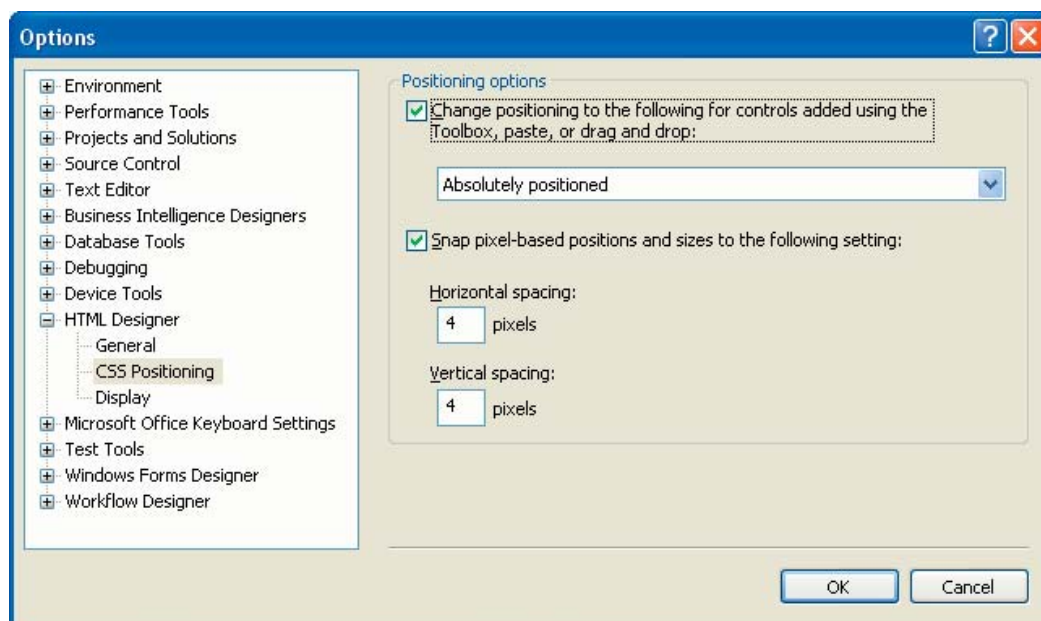 Options
Environment
Performance Tools
Projects and Solutions
Source Control
Text Editor
Business Intelligence Designers
Database Tools
Debugging
Device Tools
HTML Designer
General
CSS Positioning
Display
Microsoft Office Keyboard Settings
Test Tools
Windows Forms Designer
Workflow Designer
Positioning options
Change positioning to the following for controls added using the
Toolbox, paste, or drag and drop:
Absolutely positioned
Snap pixel-based positions and sizes to the following setting:
Horizontal spacing:
4 pixels
Vertical spacing:
4 pixels
OK Cancel